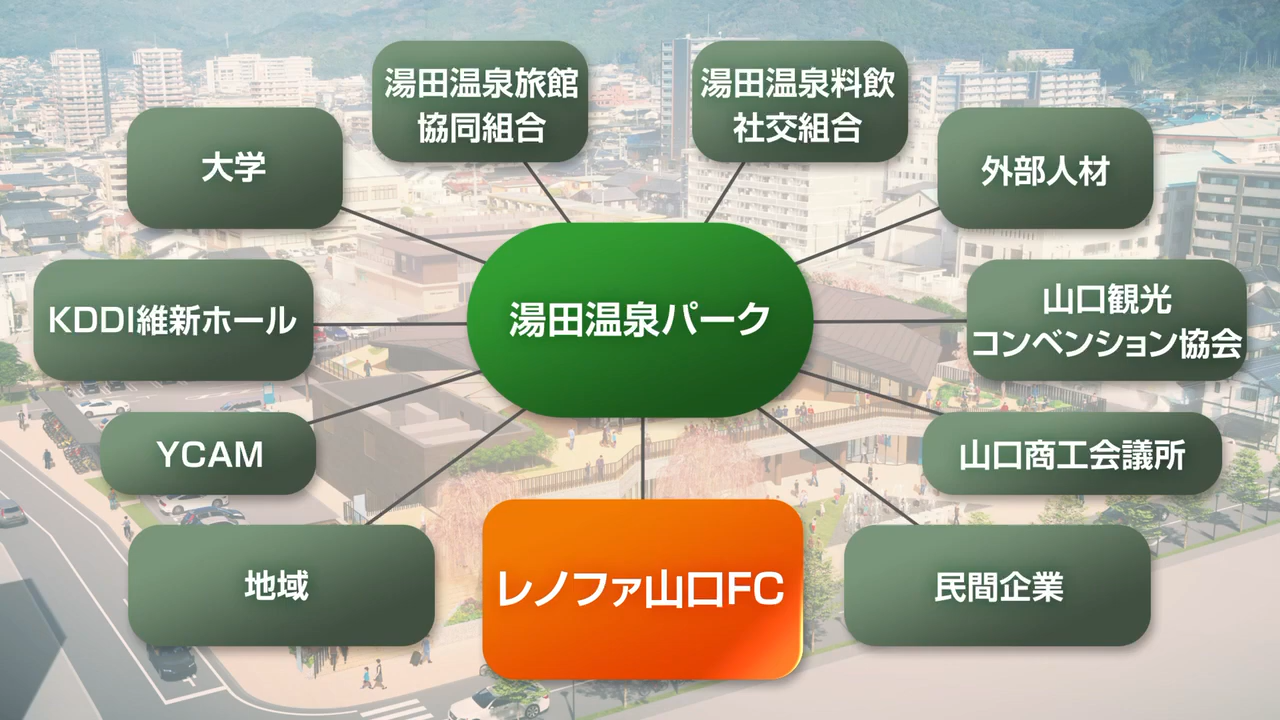 湯田温泉旅館
協同組合
湯田温泉料飲
社交組合
大学
外部人材
KDDI維新ホール
湯田温泉パーク
山口観光
コンベンション協会
YCAM
山口商工会議所
地域
レノファ山口FC
民間企業